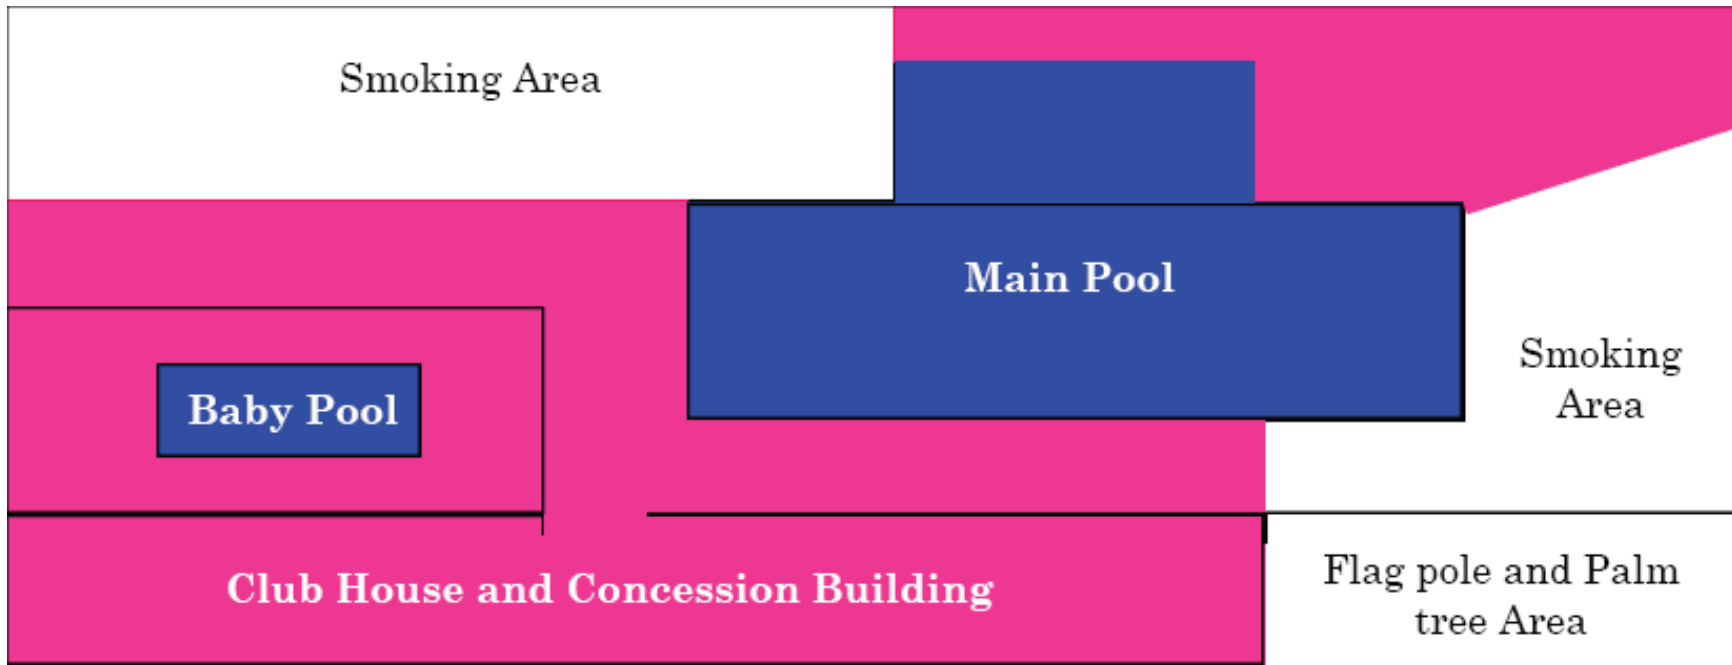 Smoking Area
Main Pool
Smoking
Area
Baby Pool
Club House and Concession Building
Flag pole and Palm
tree Area